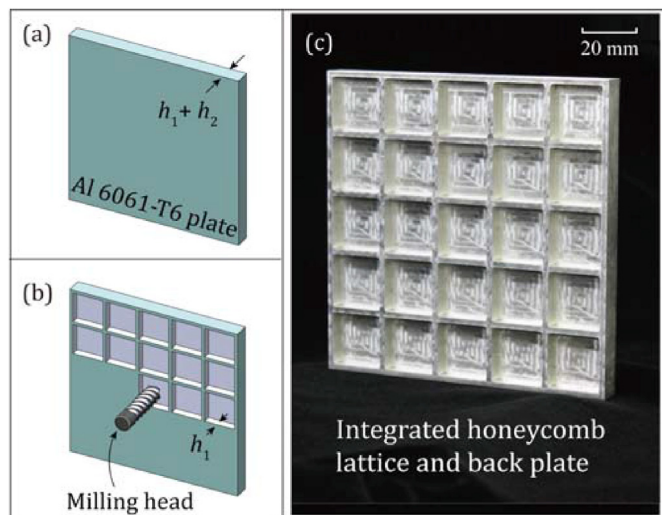 (a)
h₁+ h₂
Al 6061-T6 plate
(b)
h₁
Milling head
(c)
20 mm
Integrated honeycomb
lattice and back plate